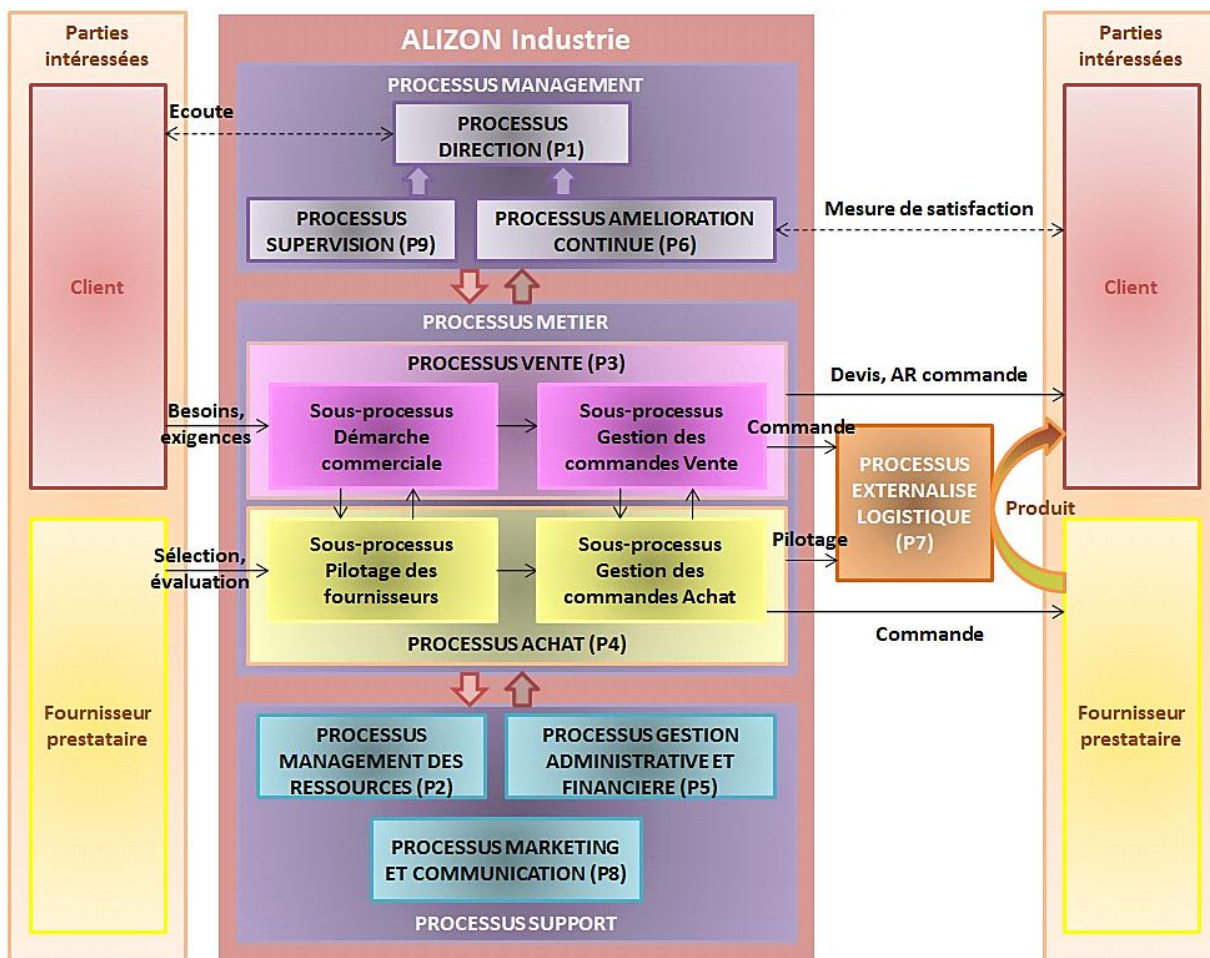 Parties
intéressées
ALIZON Industrie
Parties
intéressées
PROCESSUS MANAGEMENT
Ecoute
PROCESSUS
DIRECTION (P1)
PROCESSUS
SUPERVISION (P9)
PROCESSUS AMELIORATION
CONTINUE (P6)
Mesure de satisfaction
Client
Client
PROCESSUS METIER
PROCESSUS VENTE (P3)
Devis, AR commande
Besoins,
exigences
Sous-processus
Démarche
commerciale
Sous-processus
Gestion des
commandes Vente
Commande
PROCESSUS
EXTERNALISE
LOGISTIQUE
(P7)
Produit
Sélection,
évaluation
Sous-processus
Pilotage des
fournisseurs
Sous-processus
Gestion des
commandes Achat
Pilotage
Commande
PROCESSUS ACHAT (P4)
Fournisseur
prestataire
Fournisseur
prestataire
PROCESSUS
MANAGEMENT DES
RESSOURCES (P2)
PROCESSUS GESTION
ADMINISTRATIVE ET
FINANCIERE (P5)
PROCESSUS MARKETING
ET COMMUNICATION (P8)
PROCESSUS SUPPORT